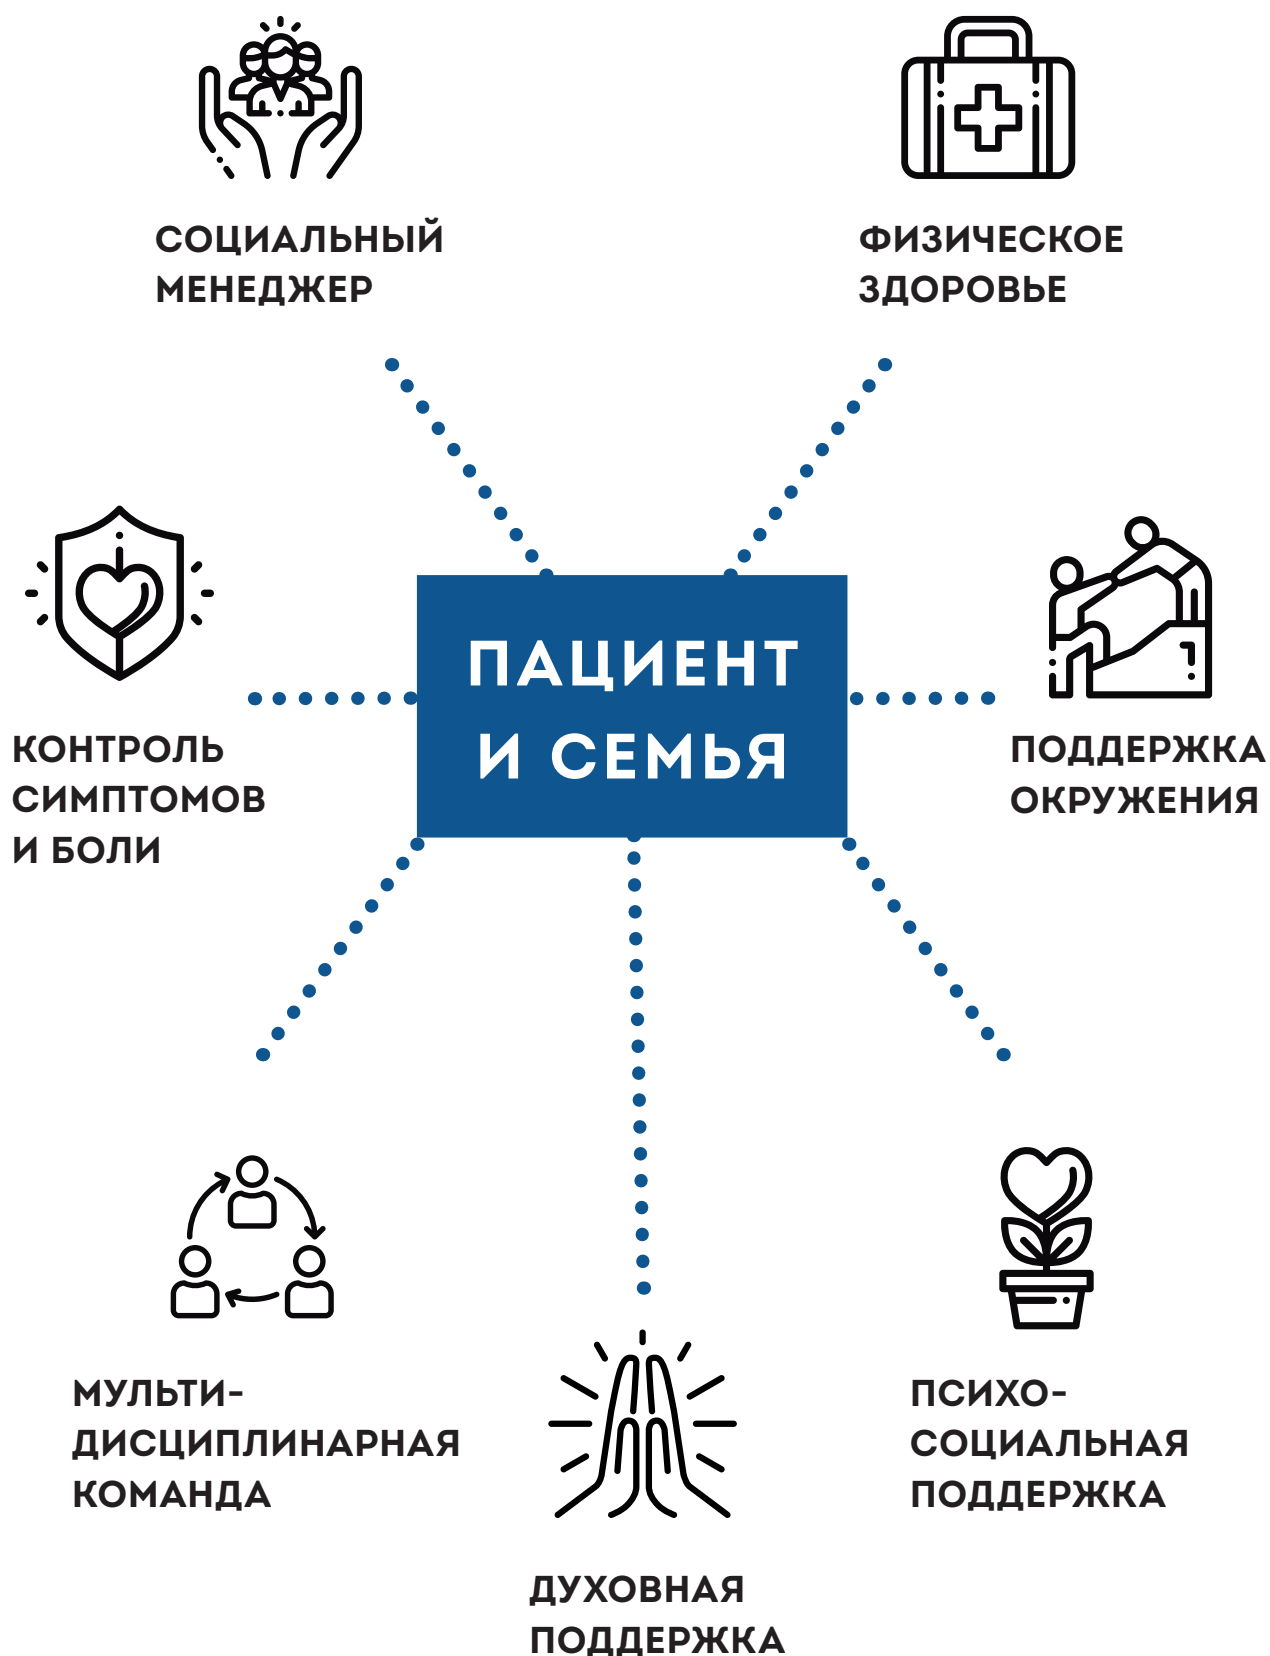 СОЦИАЛЬНЫЙ
МЕНЕДЖЕР
ФИЗИЧЕСКОЕ
ЗДОРОВЬЕ
ПАЦИЕНТ
И СЕМЬЯ
КОНТРОЛЬ
СИМПТОМОВ
И БОЛИ
ПОДДЕРЖКА
ОКРУЖЕНИЯ
МУЛЬТИ-
ДИСЦИПЛИНАРНАЯ
КОМАНДА
ПСИХО-
СОЦИАЛЬНАЯ
ПОДДЕРЖКА
ДУХОВНАЯ
ПОДДЕРЖКА